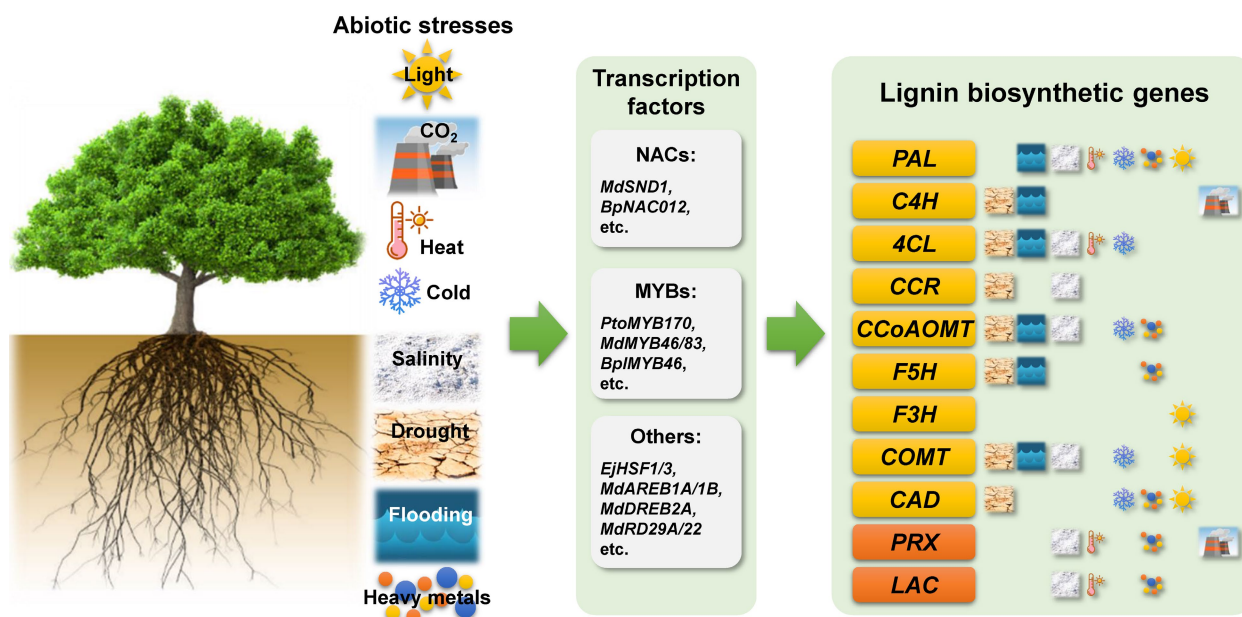 Abiotic stresses
Light
CO₂
Heat
Cold
Salinity
Drought
Flooding
Heavy metals
Transcription
factors
NACs:
MdSND1,
BpNAC012,
etc.
MYBs:
PtoMYB170,
MdMYB46/83,
BplMYB46,
etc.
Others:
EjHSF1/3,
MdAREB1A/1B,
MdDREB2A,
MdRD29A/22
etc.
Lignin biosynthetic genes
PAL
C4H
4CL
CCR
CCoAOMT
F5H
F3H
COMT
CAD
PRX
LAC